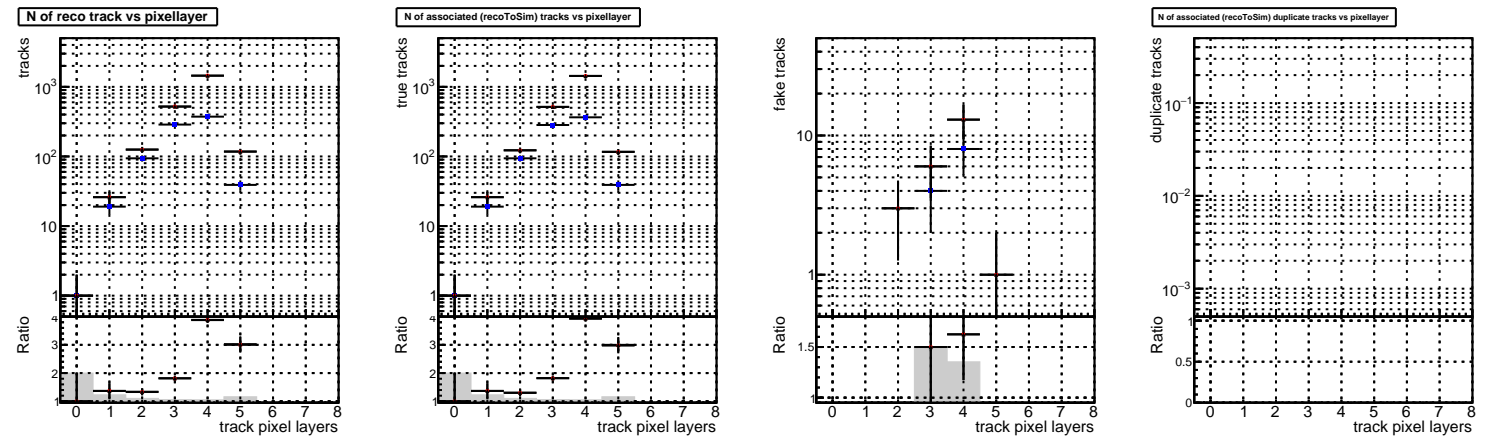 N of reco track vs pixellayer
tracks
10³
10²
10
1
Ratio
4
3
2
1
0 1 2 3 4 5 6 7 8
track pixel layers
N of associated (recoToSim) tracks vs pixellayer
true tracks
10³
10²
10
1
Ratio
4
3
2
1
0 1 2 3 4 5 6 7 8
track pixel layers
fake tracks
10
1
Ratio
1.5
1
0 1 2 3 4 5 6 7 8
track pixel layers
N of associated (recoToSim) duplicate tracks vs pixellayer
duplicate tracks
10⁻¹
10⁻²
10⁻³
Ratio
1
0.5
0
0 1 2 3 4 5 6 7 8
track pixel layers